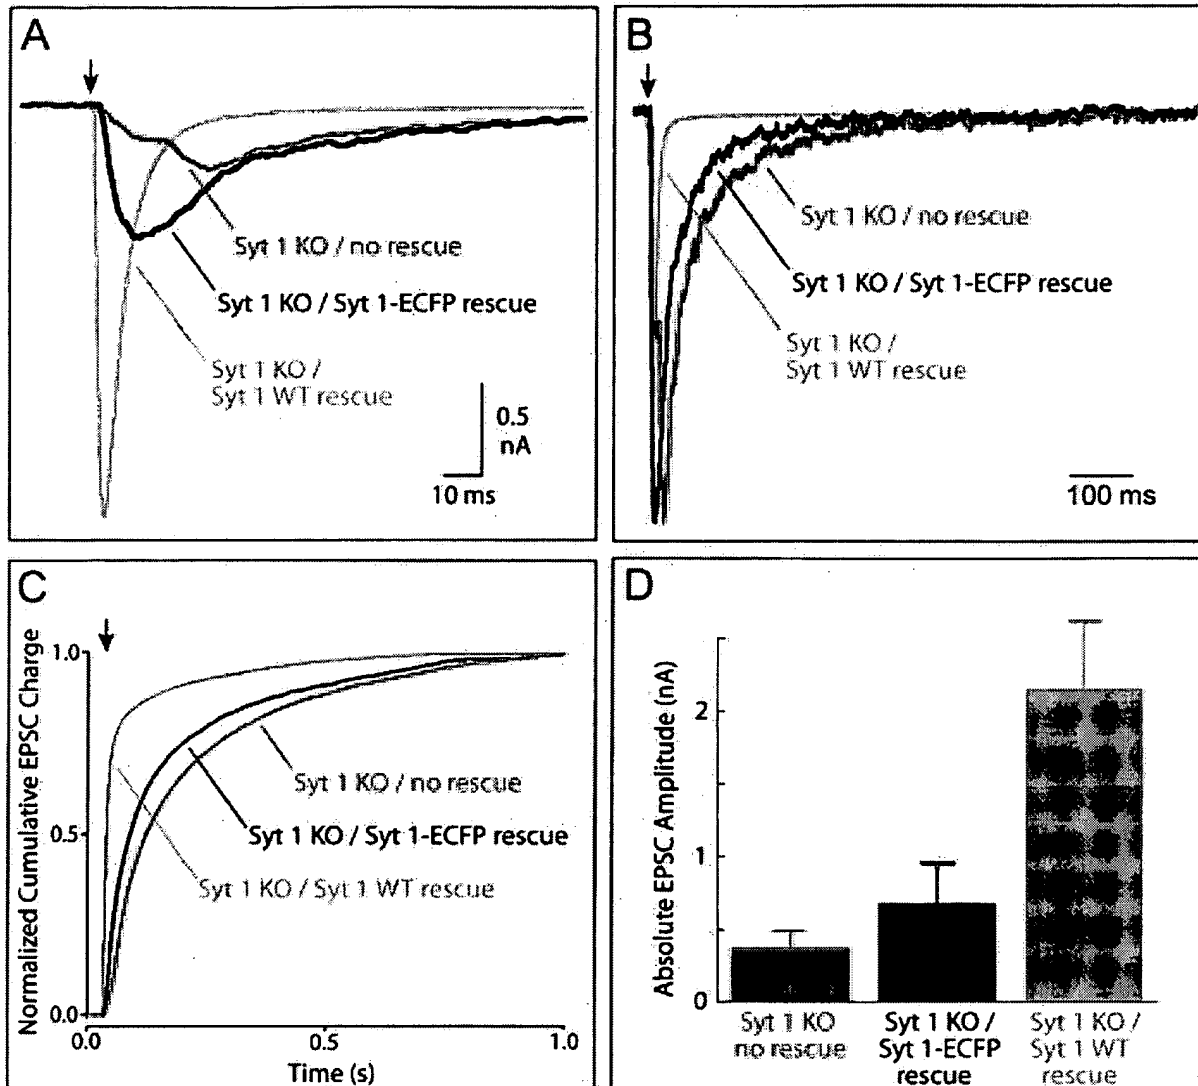 A
Syt 1 KO / no rescue
Syt 1 KO / Syt 1-ECFP rescue
Syt 1 KO /
Syt 1 WT rescue
0.5
nA
10 ms
B
Syt 1 KO / no rescue
Syt 1 KO / Syt 1-ECFP rescue
Syt 1 KO /
Syt 1 WT rescue
100 ms
C
Normalized Cumulative EPSC Charge
1.0
0.5
0.0
Syt 1 KO / no rescue
Syt 1 KO / Syt 1-ECFP rescue
Syt 1 KO / Syt 1 WT rescue
0.0
0.5
1.0
Time (s)
D
Absolute EPSC Amplitude (nA)
2
1
0
Syt 1 KO
no rescue
Syt 1 KO /
Syt 1-ECFP
rescue
Syt 1 KO /
Syt 1 WT
rescue